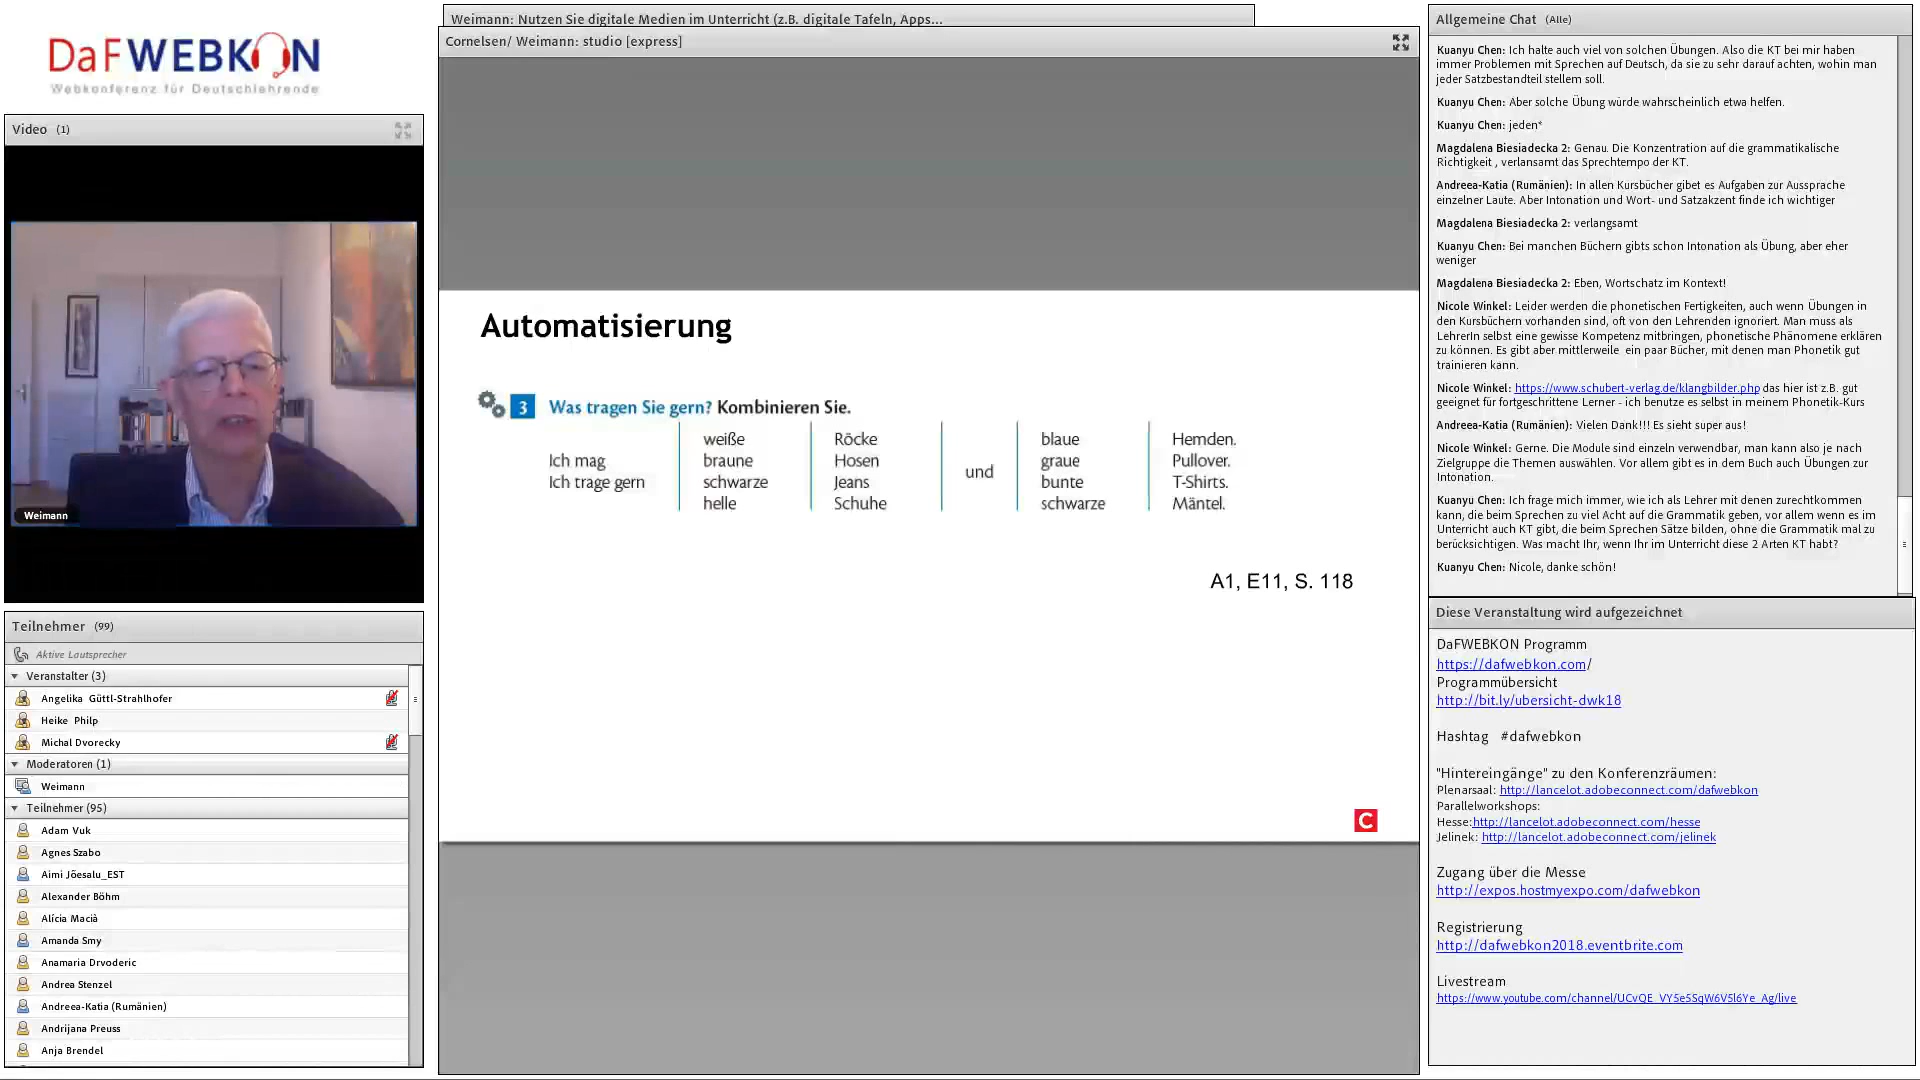 DaFWEBKON
Webkonferenz für Deutschlehrende
Video (1)
Weimann
Teilnehmer (99)
Aktive Lautsprecher
Veranstalter (3)
Angelika Güttl-Strahlhofer
Heike Philp
Michal Dvorecky
Moderatoren (1)
Weimann
Teilnehmer (95)
Adam Vuk
Agnes Szabo
Aimi Jõesalu_EST
Alexander Böhm
Alícia Macià
Amanda Smy
Anamaria Drvoderic
Andrea Stenzel
Andreea-Katia (Rumänien)
Andrijana Preuss
Anja Brendel
Weimann: Nutzen Sie digitale Medien im Unterricht (z.B. digitale Tafeln, Apps...
Cornelsen/ Weimann: studio [express]
Automatisierung
3 Was tragen Sie gern? Kombinieren Sie.
weiße Röcke blaue Hemden.
Ich mag braune Hosen und graue Pullover.
Ich trage gern schwarze Jeans bunte T-Shirts.
helle Schuhe schwarze Mäntel.
A1, E11, S. 118
C
Allgemeine Chat (Alle)
Kuanyu Chen: Ich halte auch viel von solchen Übungen. Also die KT bei mir haben
immer Problemen mit Sprechen auf Deutsch, da sie zu sehr darauf achten, wohin man
jeder Satzbestandteil stellem soll.
Kuanyu Chen: Aber solche Übung würde wahrscheinlich etwa helfen.
Kuanyu Chen: jeden*
Magdalena Biesiadecka 2: Genau. Die Konzentration auf die grammatikalische
Richtigkeit , verlansamt das Sprechtempo der KT.
Andreea-Katia (Rumänien): In allen Kursbücher gibet es Aufgaben zur Aussprache
einzelner Laute. Aber Intonation und Wort- und Satzakzent finde ich wichtiger
Magdalena Biesiadecka 2: verlangsamt
Kuanyu Chen: Bei manchen Büchern gibts schon Intonation als Übung, aber eher
weniger
Magdalena Biesiadecka 2: Eben, Wortschatz im Kontext!
Nicole Winkel: Leider werden die phonetischen Fertigkeiten, auch wenn Übungen in
den Kursbüchern vorhanden sind, oft von den Lehrenden ignoriert. Man muss als
LehrerIn selbst eine gewisse Kompetenz mitbringen, phonetische Phänomene erklären
zu können. Es gibt aber mittlerweile ein paar Bücher, mit denen man Phonetik gut
trainieren kann.
Nicole Winkel: https://www.schubert-verlag.de/klangbilder.php das hier ist z.B. gut
geeignet für fortgeschrittene Lerner - ich benutze es selbst in meinem Phonetik-Kurs
Andreea-Katia (Rumänien): Vielen Dank!!! Es sieht super aus!
Nicole Winkel: Gerne. Die Module sind einzeln verwendbar, man kann also je nach
Zielgruppe die Themen auswählen. Vor allem gibt es in dem Buch auch Übungen zur
Intonation.
Kuanyu Chen: Ich frage mich immer, wie ich als Lehrer mit denen zurechtkommen
kann, die beim Sprechen zu viel Acht auf die Grammatik geben, vor allem wenn es im
Unterricht auch KT gibt, die beim Sprechen Sätze bilden, ohne die Grammatik mal zu
berücksichtigen. Was macht Ihr, wenn Ihr im Unterricht diese 2 Arten KT habt?
Kuanyu Chen: Nicole, danke schön!
Diese Veranstaltung wird aufgezeichnet
DaFWEBKON Programm
https://dafwebkon.com/
Programmübersicht
http://bit.ly/ubersicht-dwk18
Hashtag #dafwebkon
"Hintereingänge" zu den Konferenzräumen:
Plenarsaal: http://lancelot.adobeconnect.com/dafwebkon
Parallelworkshops:
Hesse:http://lancelot.adobeconnect.com/hesse
Jelinek: http://lancelot.adobeconnect.com/jelinek
Zugang über die Messe
http://expos.hostmyexpo.com/dafwebkon
Registrierung
http://dafwebkon2018.eventbrite.com
Livestream
https://www.youtube.com/channel/UCvQE_VY5e5SqW6V5l6Ye_Ag/live